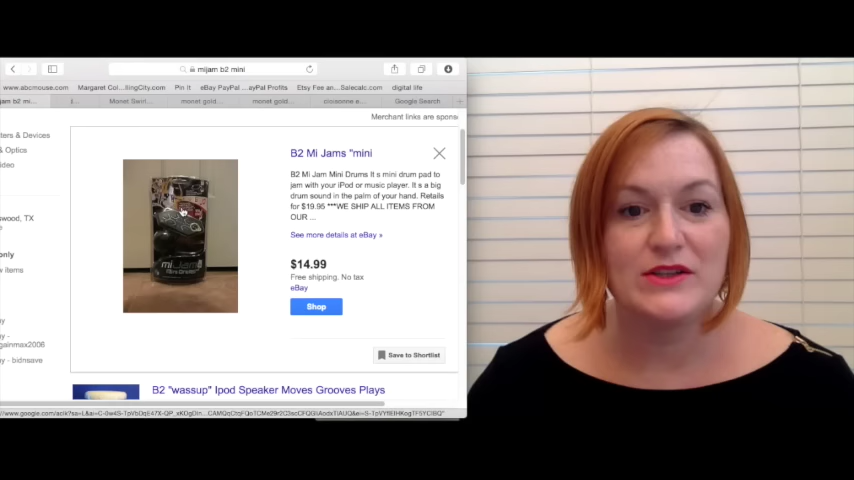 mijam b2 mini
www.abcmouse.com Margaret Col...tingCity.com Pin It eBay PayPal ...ayPal Profits Etsy Fee an...Salecalc.com digital life
Monet Swirl... monet gold... monet gold... cloisonne e... Google Search
Merchant links are spons
ters & Devices
& Optics
ideo
swood, TX
only
w items
gainmax2006
y - bidnsave
B2 Mi Jams "mini
B2 Mi Jam Mini Drums It s mini drum pad to
jam with your iPod or music player. It s a big
drum sound in the palm of your hand. Retails
for $19.95 ***WE SHIP ALL ITEMS FROM
OUR ...
See more details at eBay »
$14.99
Free shipping. No tax
eBay
Shop
Save to Shortlist
miJam
B2 "wassup" Ipod Speaker Moves Grooves Plays